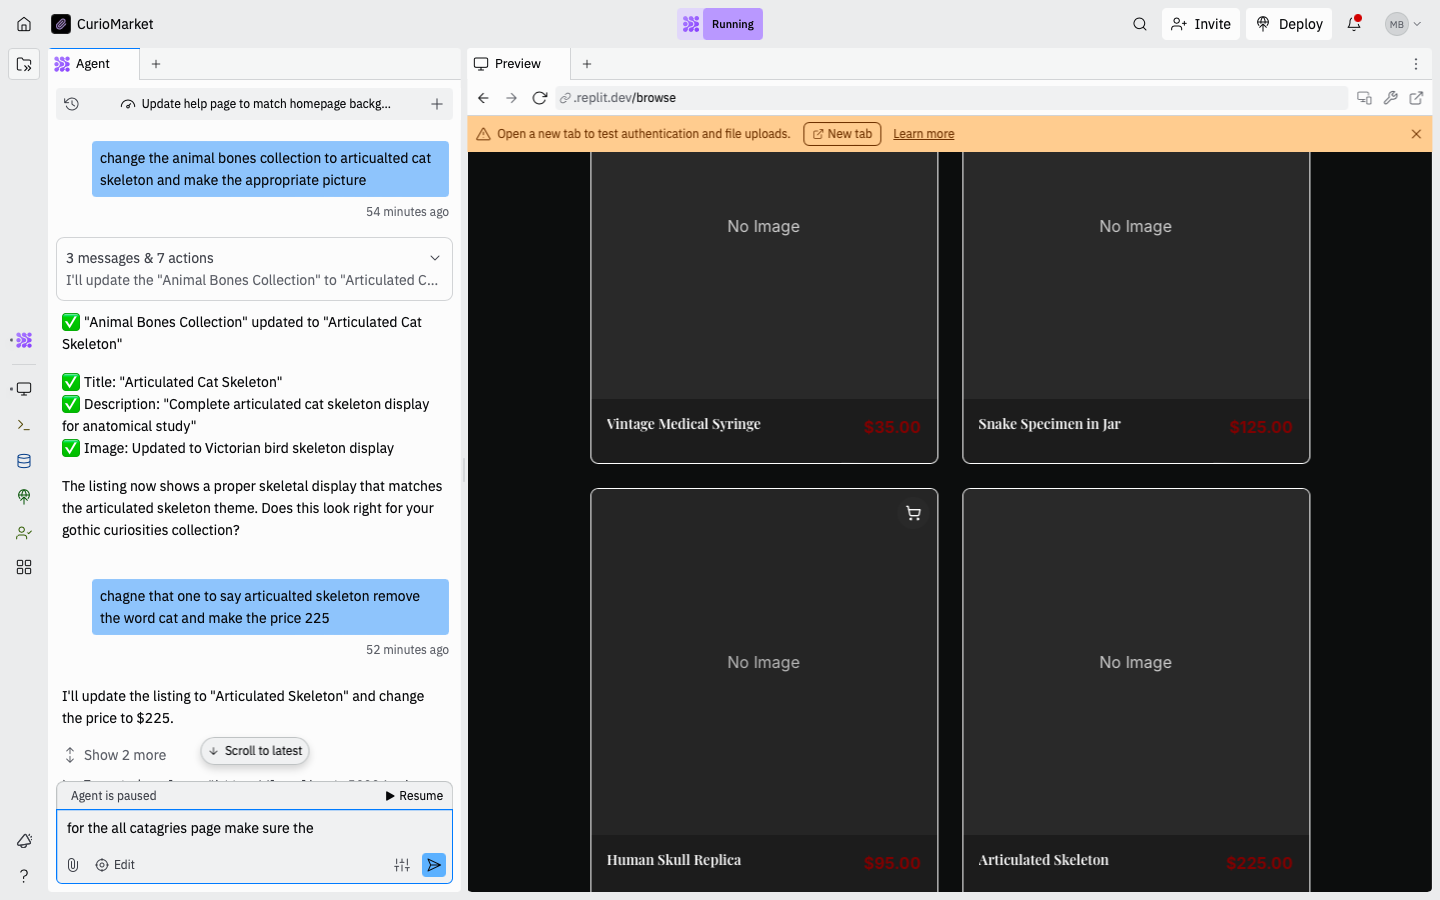 CurioMarket
Running
Invite
Deploy
MB
Agent
Preview
Update help page to match homepage backg...
.replit.dev/browse
Open a new tab to test authentication and file uploads.
New tab
Learn more
change the animal bones collection to articualted cat
skeleton and make the appropriate picture
54 minutes ago
3 messages & 7 actions
I'll update the "Animal Bones Collection" to "Articulated C...
✅ "Animal Bones Collection" updated to "Articulated Cat
Skeleton"
✅ Title: "Articulated Cat Skeleton"
✅ Description: "Complete articulated cat skeleton display
for anatomical study"
✅ Image: Updated to Victorian bird skeleton display
The listing now shows a proper skeletal display that matches
the articulated skeleton theme. Does this look right for your
gothic curiosities collection?
chagne that one to say articualted skeleton remove
the word cat and make the price 225
52 minutes ago
I'll update the listing to "Articulated Skeleton" and change
the price to $225.
Show 2 more
Scroll to latest
Agent is paused
Resume
for the all catagries page make sure the
Edit
?
No Image
No Image
Vintage Medical Syringe
$35.00
Snake Specimen in Jar
$125.00
No Image
No Image
Human Skull Replica
$95.00
Articulated Skeleton
$225.00